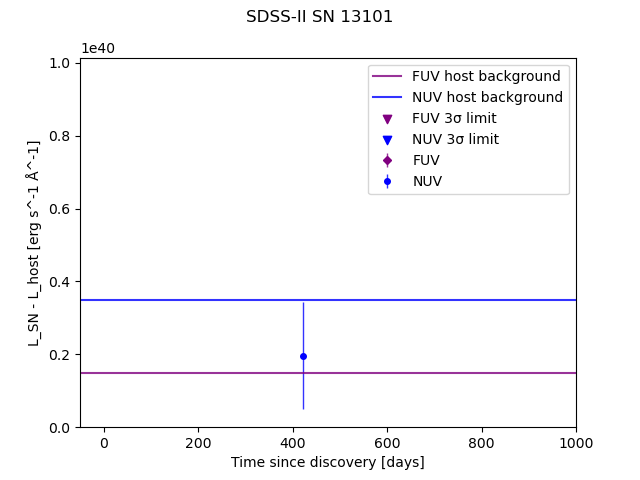 SDSS-II SN 13101
1e40
1.0
0.8
0.6
0.4
0.2
0.0
L_SN - L_host [erg s^-1 Å^-1]
FUV host background
NUV host background
FUV 3σ limit
NUV 3σ limit
FUV
NUV
0 200 400 600 800 1000
Time since discovery [days]